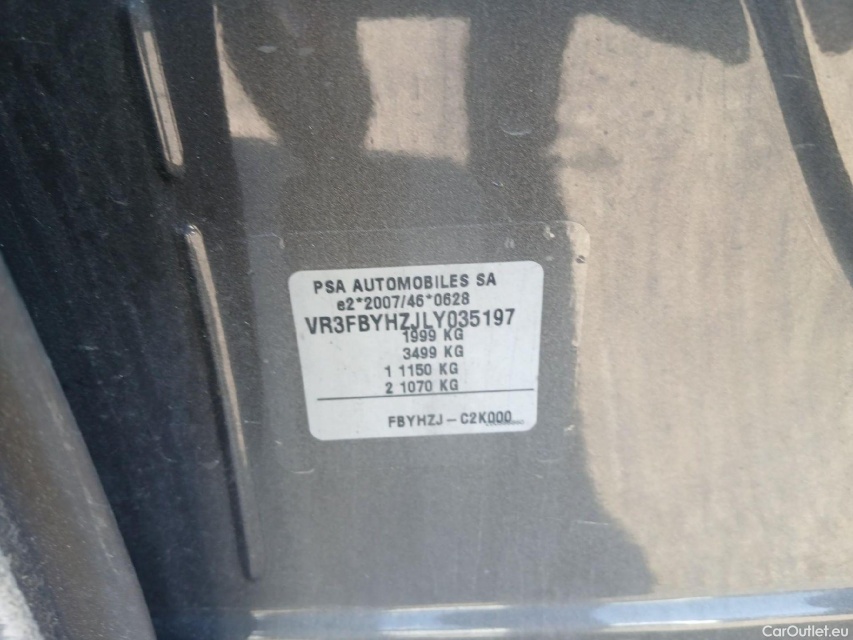 PSA AUTOMOBILES SA
e2*2007/46*0628
VR3FBYHZJLY035197
1999 KG
3499 KG
1 1150 KG
2 1070 KG
FBYHZJ-C2K000
CarOutlet.eu